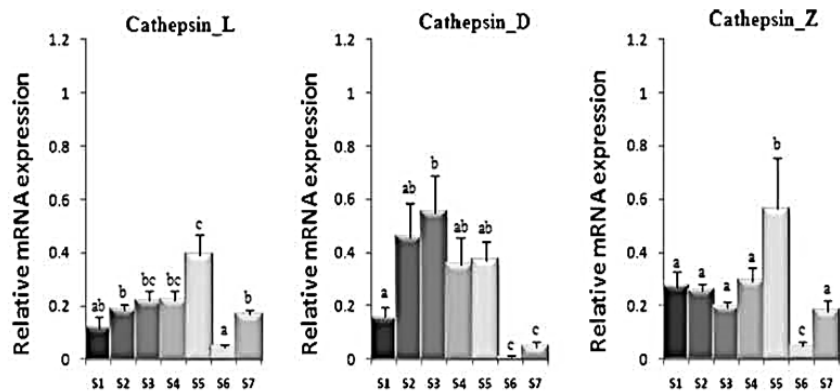 Cathepsin_L
Relative mRNA expression
1.2
1
0.8
0.6
0.4
0.2
0
ab
b
bc
bc
c
a
b
S1 S2 S3 S4 S5 S6 S7
Cathepsin_D
Relative mRNA expression
1.2
1
0.8
0.6
0.4
0.2
0
a
ab
b
ab
ab
c
c
S1 S2 S3 S4 S5 S6 S7
Cathepsin_Z
Relative mRNA expression
1.2
1
0.8
0.6
0.4
0.2
0
a
a
a
a
b
c
a
S1 S2 S3 S4 S5 S6 S7